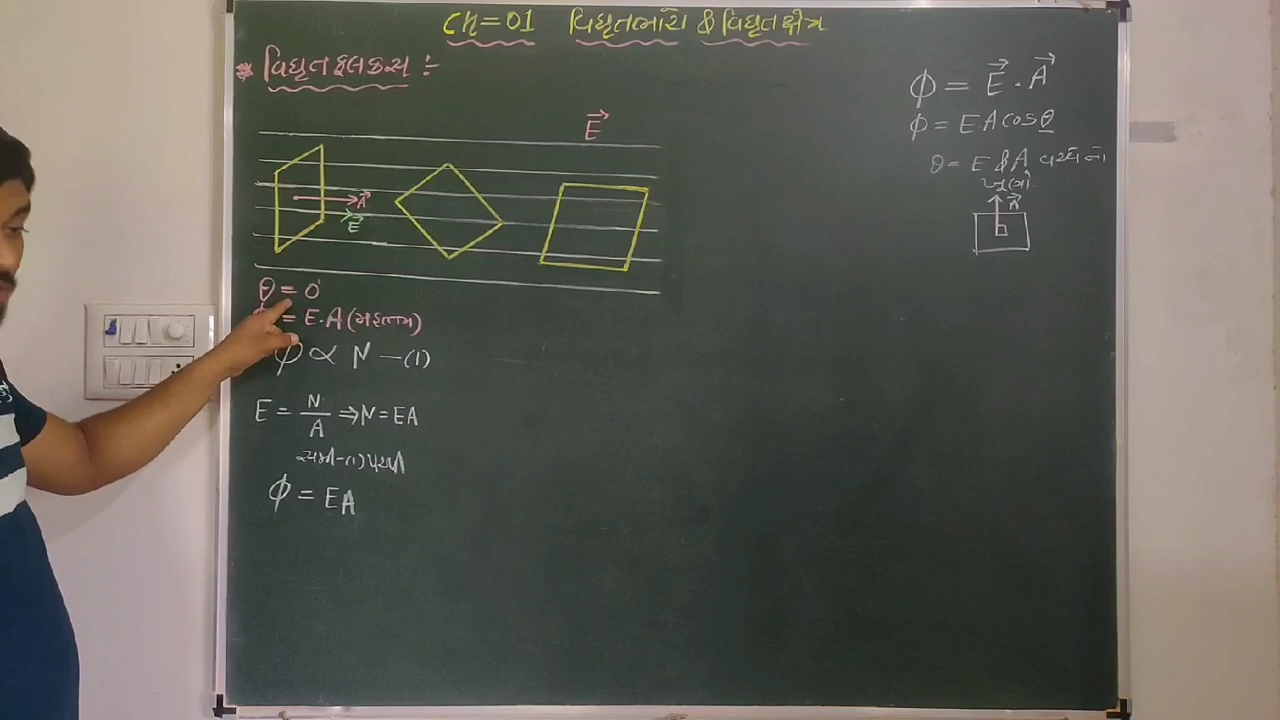 Ch=01 વિદ્યુતભારો & વિદ્યુતક્ષેત્ર
* વિદ્યુત ફ્લક્સ :-
E⃗
A⃗
E⃗
θ = 0°
φ = E.A (મહત્તમ)
φ ∝ N —(1)
E = N/A ⇒ N = EA
સમી-(1) પરથી
φ = EA
φ = E⃗ . A⃗
φ = EA cosθ
θ = E & A વચ્ચેનો
ખૂણો
A⃗